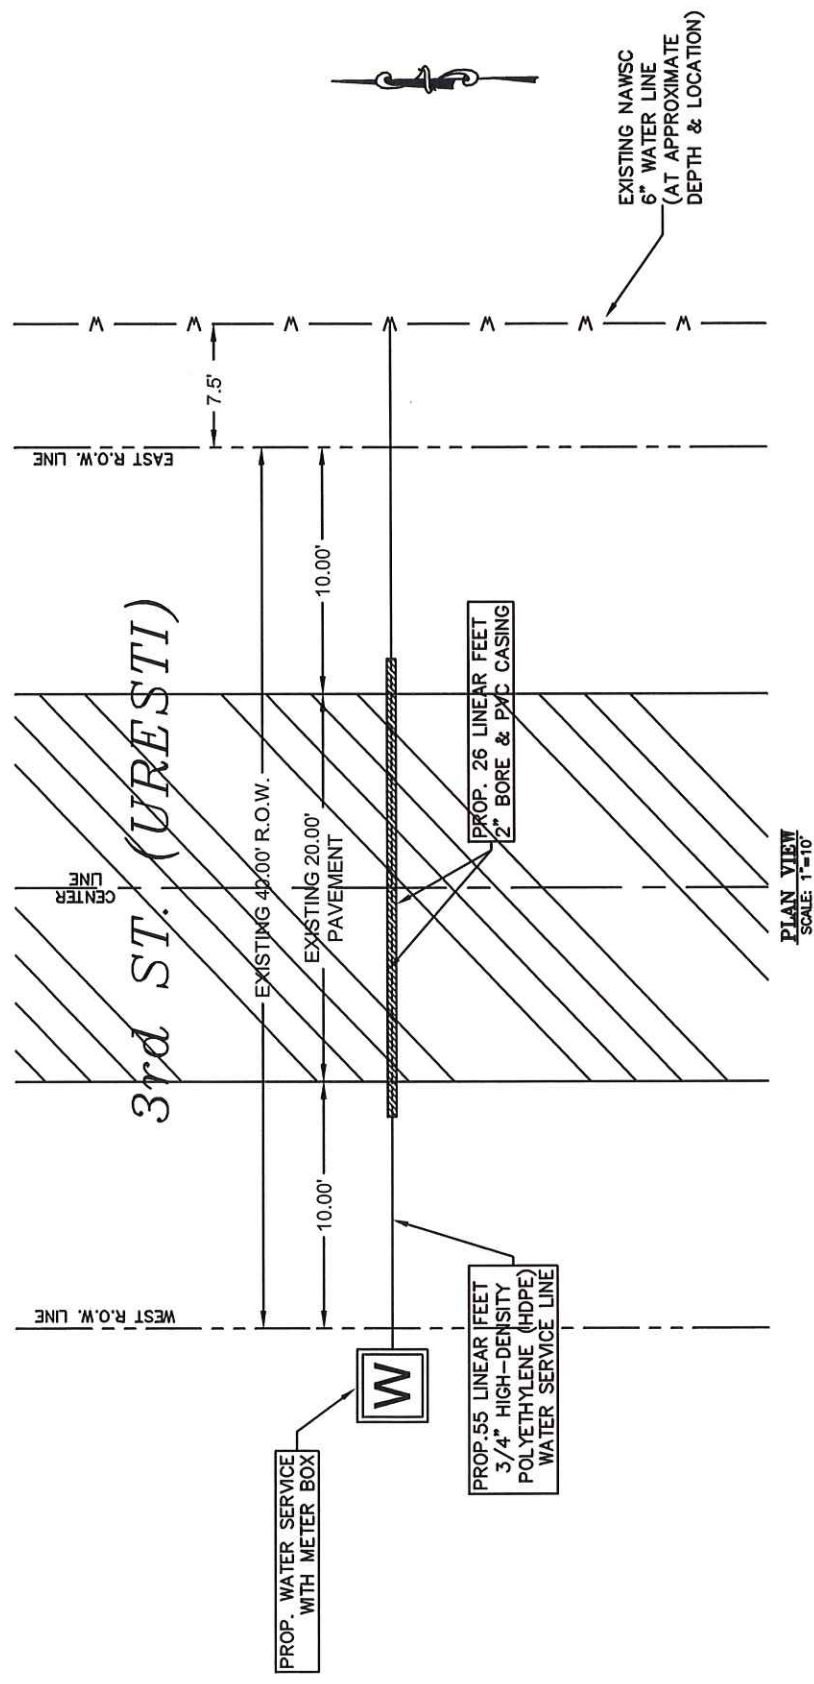 3rd ST. (URESTI)
WEST R.O.W. LINE
CENTER
LINE
EAST R.O.W. LINE
EXISTING 40.00' R.O.W.
7.5'
10.00'
EXISTING 20.00'
PAVEMENT
10.00'
W
W
W
W
W
W
W
PROP. WATER SERVICE
WITH METER BOX
W
PROP.55 LINEAR FEET
3/4" HIGH-DENSITY
POLYETHYLENE (HDPE)
WATER SERVICE LINE
PROP. 26 LINEAR FEET
2" BORE & PVC CASING
EXISTING NAWSC
6" WATER LINE
(AT APPROXIMATE
DEPTH & LOCATION)
PLAN VIEW
SCALE: 1"=10'